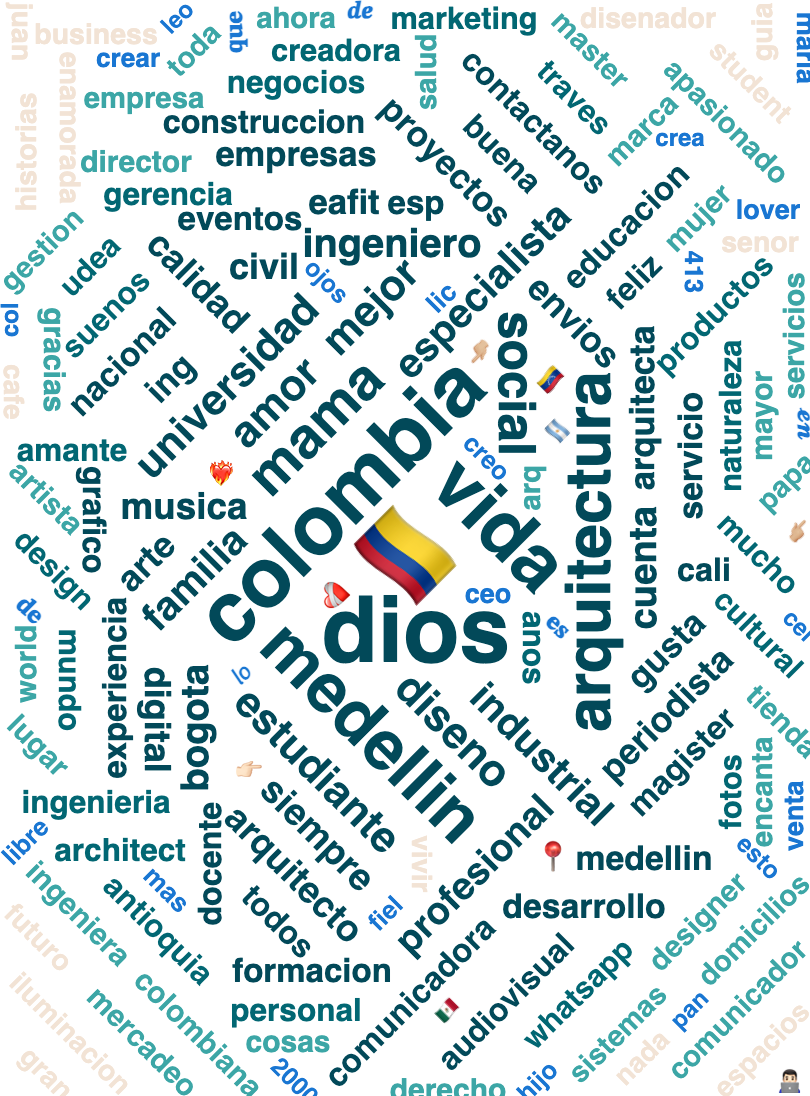 juan
business
leo
toda
que
ahora
de
marketing
disenador
guia
maria
crear
creadora
salud
master
student
historias
enamorada
empresa
negocios
contactanos
traves
marca
apasionado
construccion
proyectos
buena
crea
director
empresas
gerencia
eafit esp
educacion
mujer
lover
eventos
ingeniero
especialista
feliz
senor
gestion
udea
calidad
civil
ojos
mejor
lic
envios
413
productos
servicios
col
gracias
suenos
nacional
ing
universidad
amor
mama
social
arquitecta
naturaleza
mayor
en
cafe
amante
colombia
creo
arq
vida
arquitectura
servicio
papa
artista
grafico
musica
design
arte
familia
ceo
dios
anos
es
cuenta
cali
mucho
cultural
de
world
mundo
experiencia
digital
bogota
lo
medellin
diseno
industrial
gusta
periodista
magister
tienda
lugar
estudiante
siempre
fotos
encanta
venta
ingenieria
libre
architect
docente
arquitecto
vivir
profesional
medellin
esto
ingeniera
mas
antioquia
todos
fiel
desarrollo
designer
domicilios
futuro
formacion
comunicadora
audiovisual
whatsapp
iluminacion
mercadeo
colombiana
personal
cosas
sistemas
pan
comunicador
gran
2000
derecho
hijo
nada
espacios